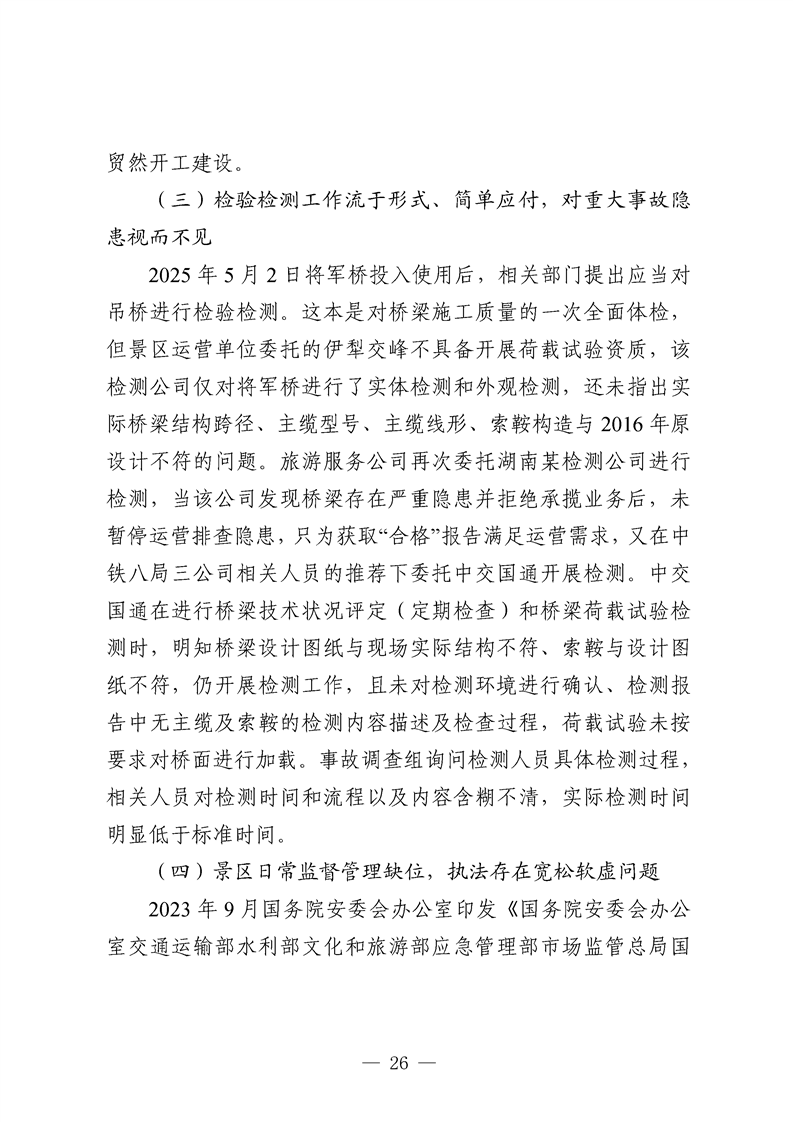 贸然开工建设。
（三）检验检测工作流于形式、简单应付，对重大事故隐
患视而不见
2025 年 5 月 2 日将军桥投入使用后，相关部门提出应当对
吊桥进行检验检测。这本是对桥梁施工质量的一次全面体检，
但景区运营单位委托的伊犁交峰不具备开展荷载试验资质，该
检测公司仅对将军桥进行了实体检测和外观检测，还未指出实
际桥梁结构跨径、主缆型号、主缆线形、索鞍构造与 2016 年原
设计不符的问题。旅游服务公司再次委托湖南某检测公司进行
检测，当该公司发现桥梁存在严重隐患并拒绝承揽业务后，未
暂停运营排查隐患，只为获取“合格”报告满足运营需求，又在中
铁八局三公司相关人员的推荐下委托中交国通开展检测。中交
国通在进行桥梁技术状况评定（定期检查）和桥梁荷载试验检
测时，明知桥梁设计图纸与现场实际结构不符、索鞍与设计图
纸不符，仍开展检测工作，且未对检测环境进行确认、检测报
告中无主缆及索鞍的检测内容描述及检查过程，荷载试验未按
要求对桥面进行加载。事故调查组询问检测人员具体检测过程，
相关人员对检测时间和流程以及内容含糊不清，实际检测时间
明显低于标准时间。
（四）景区日常监督管理缺位，执法存在宽松软虚问题
2023 年 9 月国务院安委会办公室印发《国务院安委会办公
室交通运输部水利部文化和旅游部应急管理部市场监管总局国
— 26 —